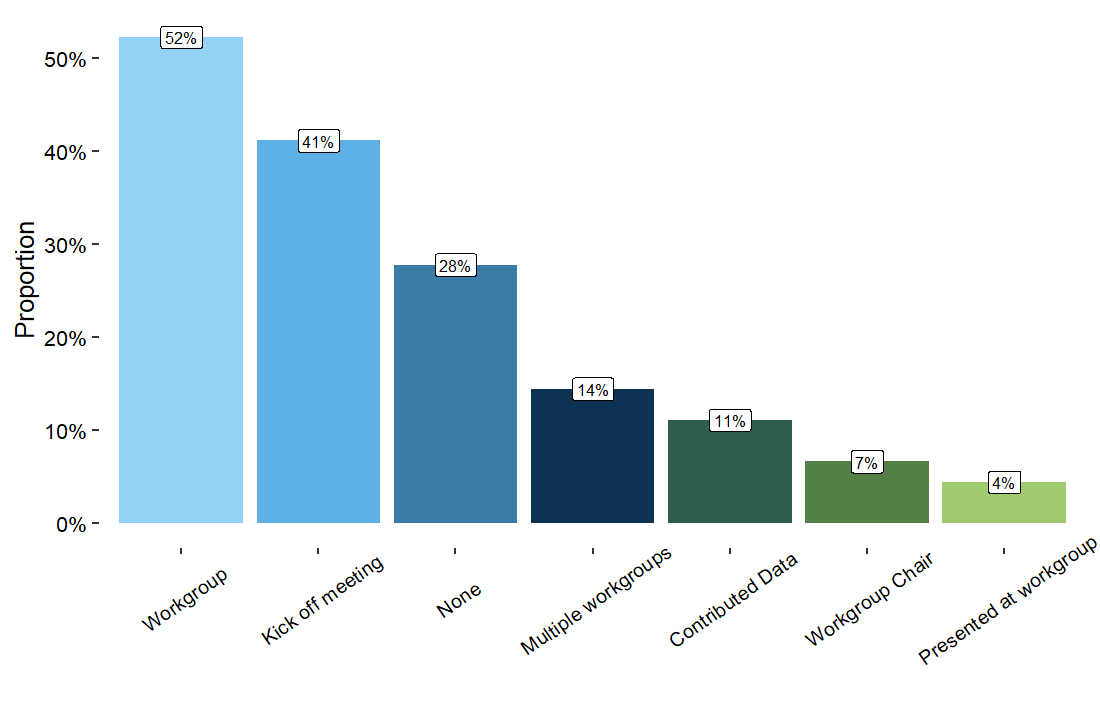 Proportion
50%
40%
30%
20%
10%
0%
52%
41%
28%
14%
11%
7%
4%
Workgroup
Kick off meeting
None
Multiple workgroups
Contributed Data
Workgroup Chair
Presented at workgroup